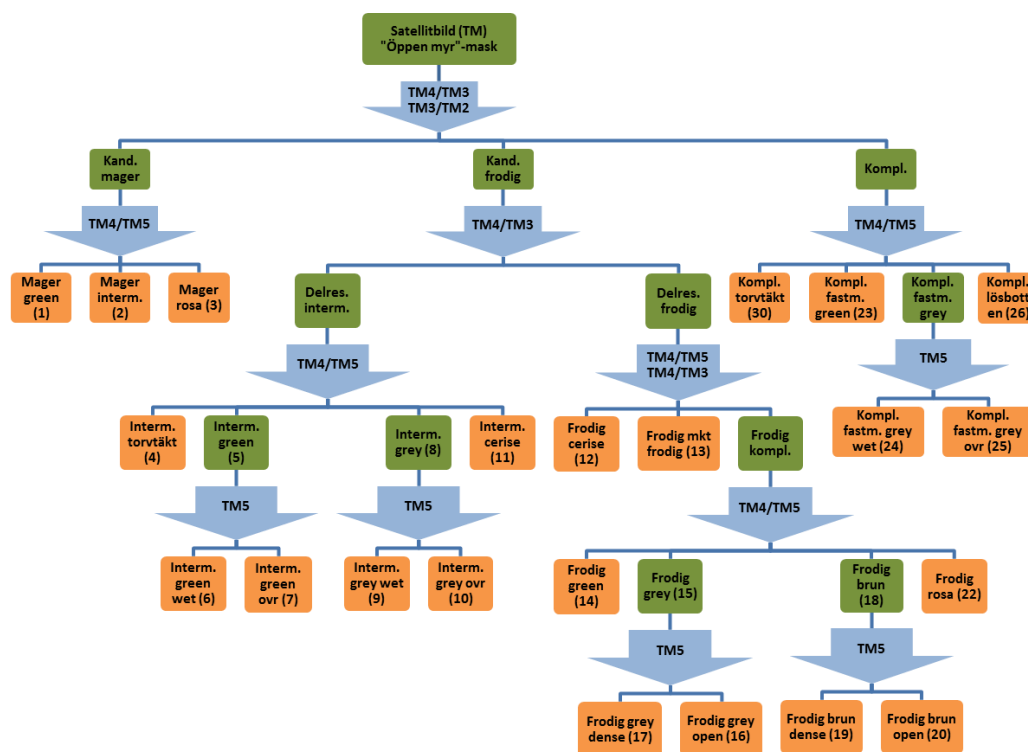 Satellitbild (TM)
"Öppen myr"-mask
TM4/TM3
TM3/TM2
Kand.
mager
Kand.
frodig
Kompl.
TM4/TM5
TM4/TM3
TM4/TM5
Mager
green
(1)
Mager
interm.
(2)
Mager
rosa (3)
Delres.
interm.
Delres.
frodig
Kompl.
torvtäkt
(30)
Kompl.
fastm.
green (23)
Kompl.
fastm.
grey
Kompl.
lösbott
en (26)
TM4/TM5
TM4/TM5
TM4/TM3
TM5
Interm.
torvtäkt
(4)
Interm.
green
(5)
Interm.
grey (8)
Interm.
cerise
(11)
Frodig
cerise
(12)
Frodig mkt
frodig (13)
Frodig
kompl.
Kompl.
fastm. grey
wet (24)
Kompl.
fastm. grey
ovr (25)
TM5
TM5
TM4/TM5
Interm.
green
wet (6)
Interm.
green
ovr (7)
Interm.
grey wet
(9)
Interm.
grey ovr
(10)
Frodig
green
(14)
Frodig
grey (15)
Frodig
brun
(18)
Frodig
rosa (22)
TM5
TM5
Frodig grey
dense (17)
Frodig grey
open (16)
Frodig brun
dense (19)
Frodig brun
open (20)